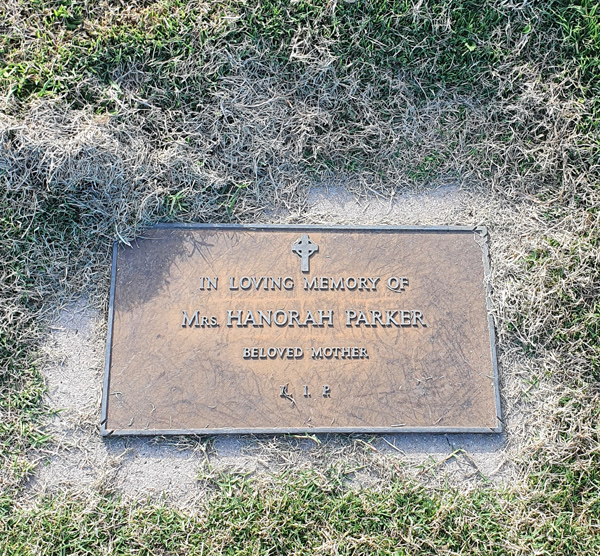 IN LOVING MEMORY OF
MRS. HANORAH PARKER
BELOVED MOTHER
R I P